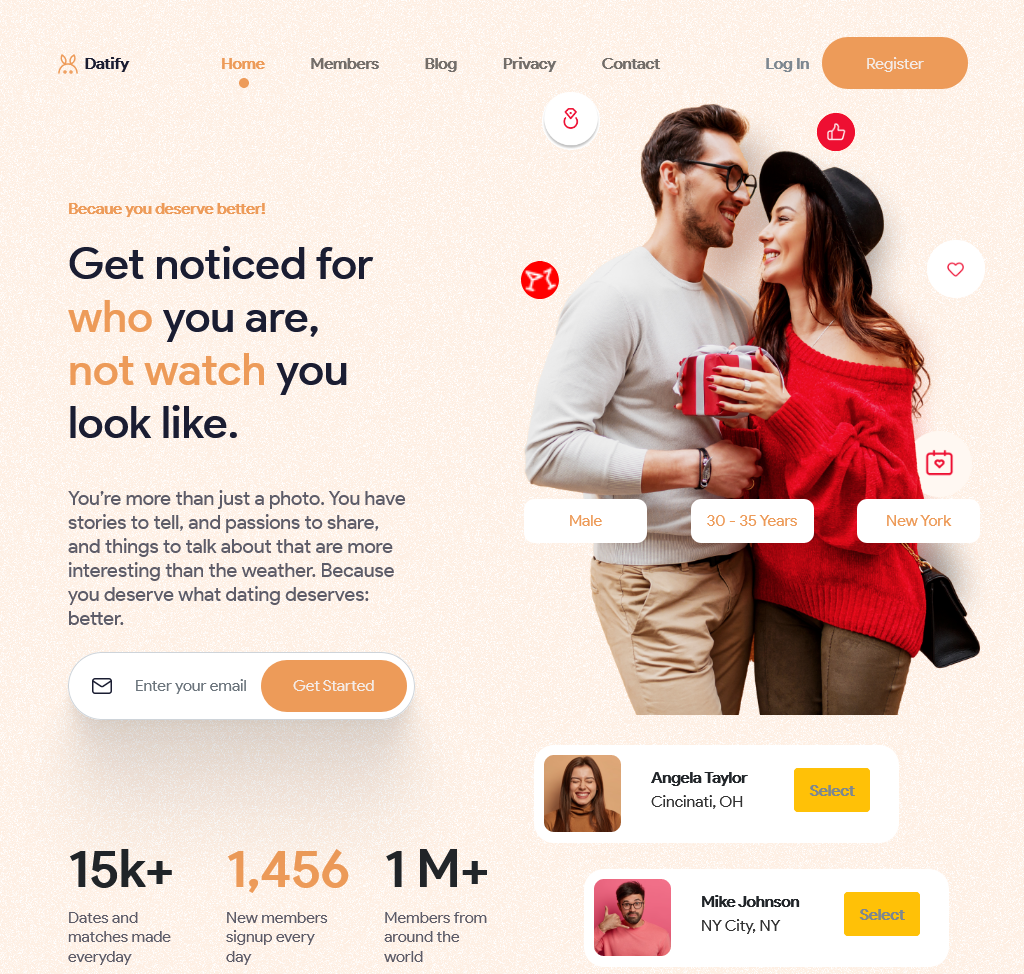 Datify
Home
Members
Blog
Privacy
Contact
Log In
Register
Becaue you deserve better!
Get noticed for
who you are,
not watch you
look like.
You’re more than just a photo. You have
stories to tell, and passions to share,
and things to talk about that are more
interesting than the weather. Because
you deserve what dating deserves:
better.
Enter your email
Get Started
Male
30 - 35 Years
New York
Angela Taylor
Cincinati, OH
Select
Mike Johnson
NY City, NY
Select
15k+
Dates and
matches made
everyday
1,456
New members
signup every
day
1 M+
Members from
around the
world